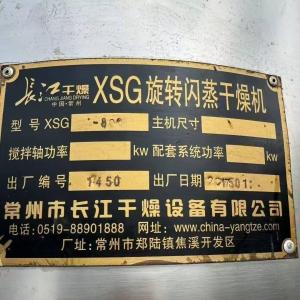 长江干燥
CHANGJIANG DRYING
中国·常州
XSG旋转闪蒸干燥机
型号 XSG 主机尺寸
搅拌轴功率 kw 配套系统功率 kw
出厂编号 1450 出厂日期
常州市长江干燥设备有限公司
电话:0519-88901888 http://www.china-yangtze.com
厂址:常州市郑陆镇焦溪开发区